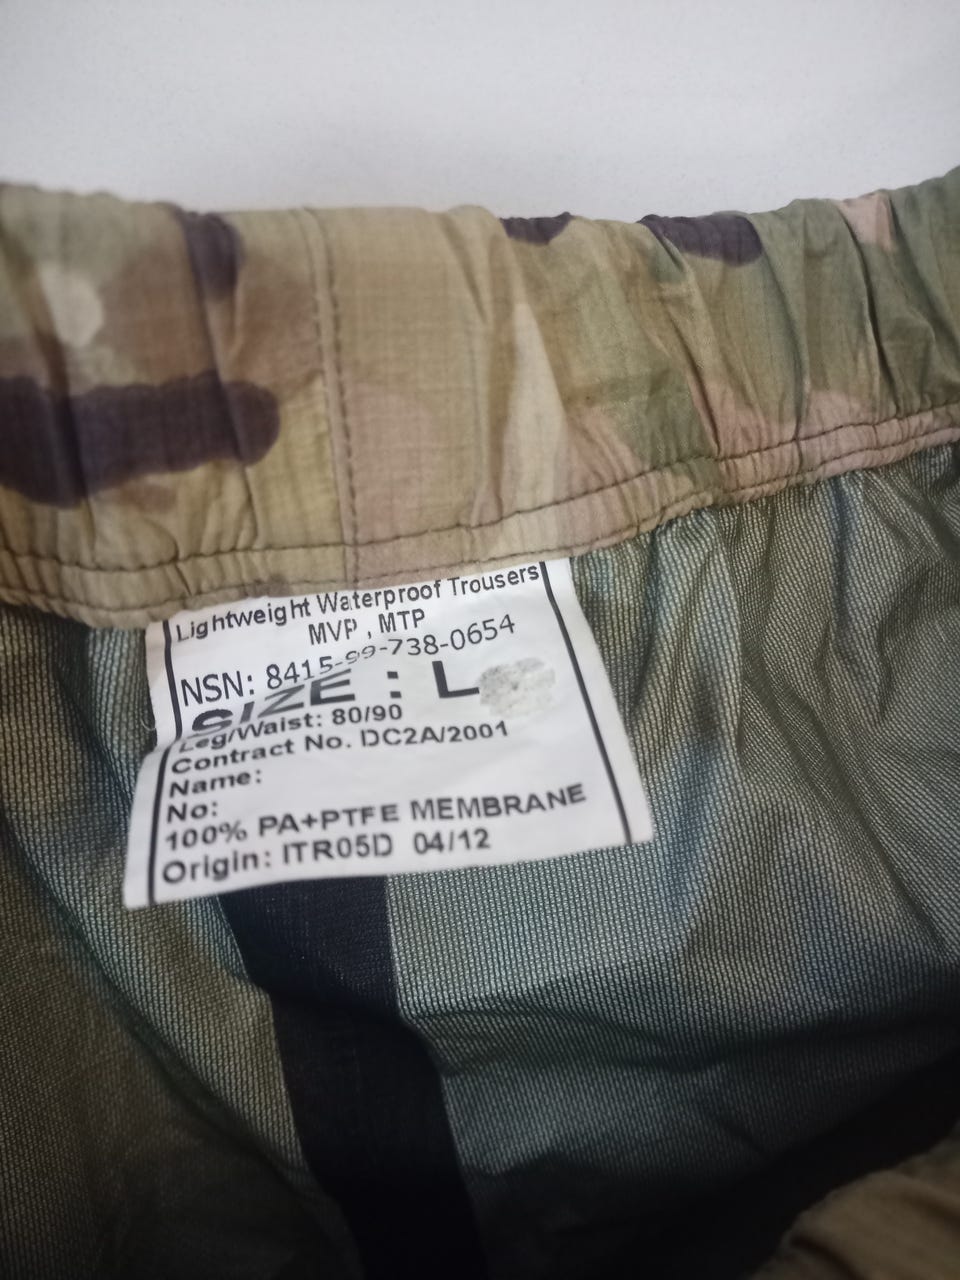 Lightweight Waterproof Trousers
MVP , MTP
NSN: 8415-99-738-0654
SIZE : L
Leg/Waist: 80/90
Contract No. DC2A/2001
Name:
No:
100% PA+PTFE MEMBRANE
Origin: ITR05D 04/12